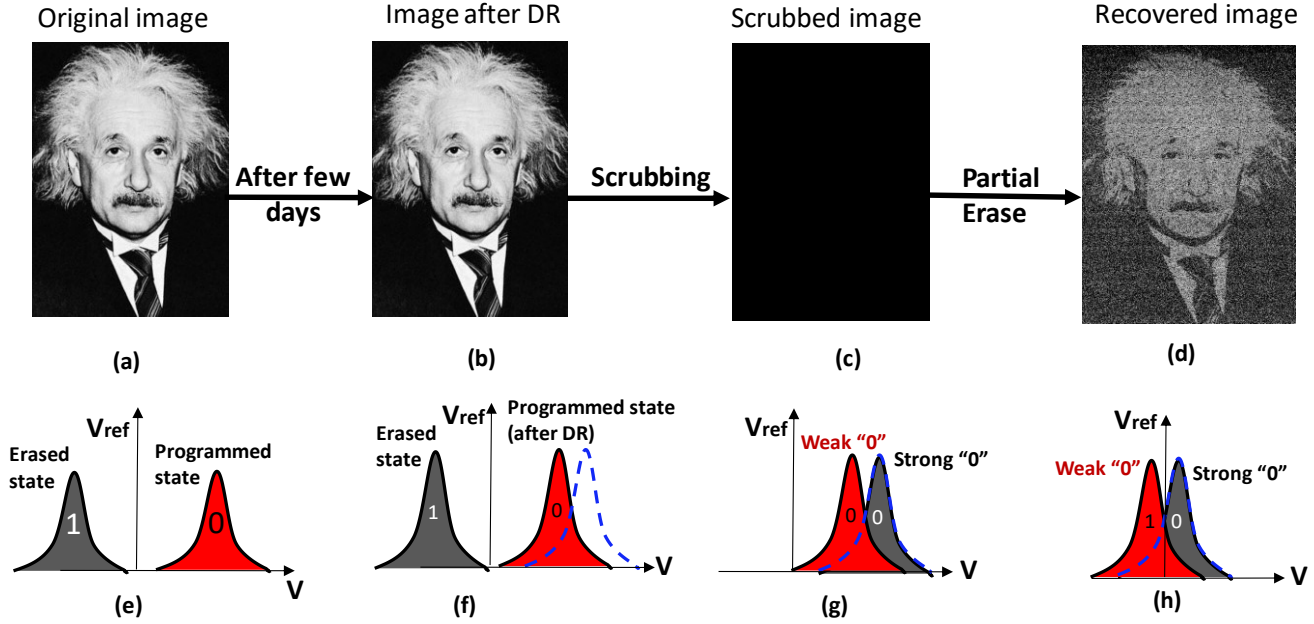 Original image
Image after DR
Scrubbed image
Recovered image
After few
days
Scrubbing
Partial
Erase
(a)
(b)
(c)
(d)
Vref
Erased
state
Programmed
state
1
0
V
(e)
Vref
Erased
state
Programmed state
(after DR)
1
0
V
(f)
Vref
Weak “0”
Strong “0”
0
0
V
(g)
Vref
Weak “0”
Strong “0”
1
0
V
(h)